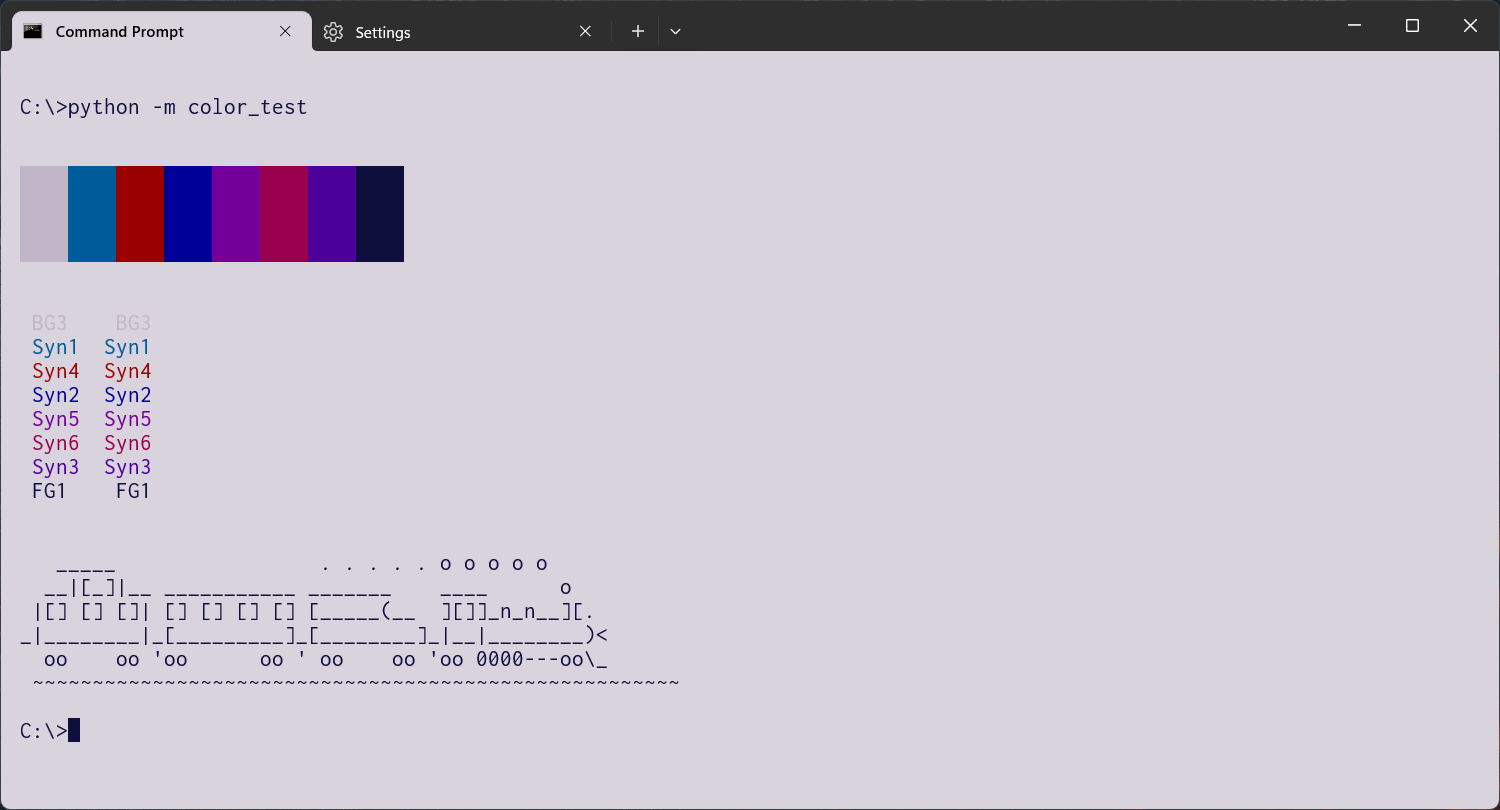 Command Prompt Settings
C:\>python -m color_test
BG3    BG3
Syn1  Syn1
Syn4  Syn4
Syn2  Syn2
Syn5  Syn5
Syn6  Syn6
Syn3  Syn3
FG1    FG1
   _____                 . . . . . o o o o o
  __|[_]|__ ___________ _______    ____      o
 |[] [] []| [] [] [] [] [_____(__  ][]]_n_n__][.
_|________|_[_________]_[________]_|__|________)<
  oo    oo 'oo      oo ' oo    oo 'oo 0000---oo\_
 ~~~~~~~~~~~~~~~~~~~~~~~~~~~~~~~~~~~~~~~~~~~~~~~~~~~~~~
C:\>